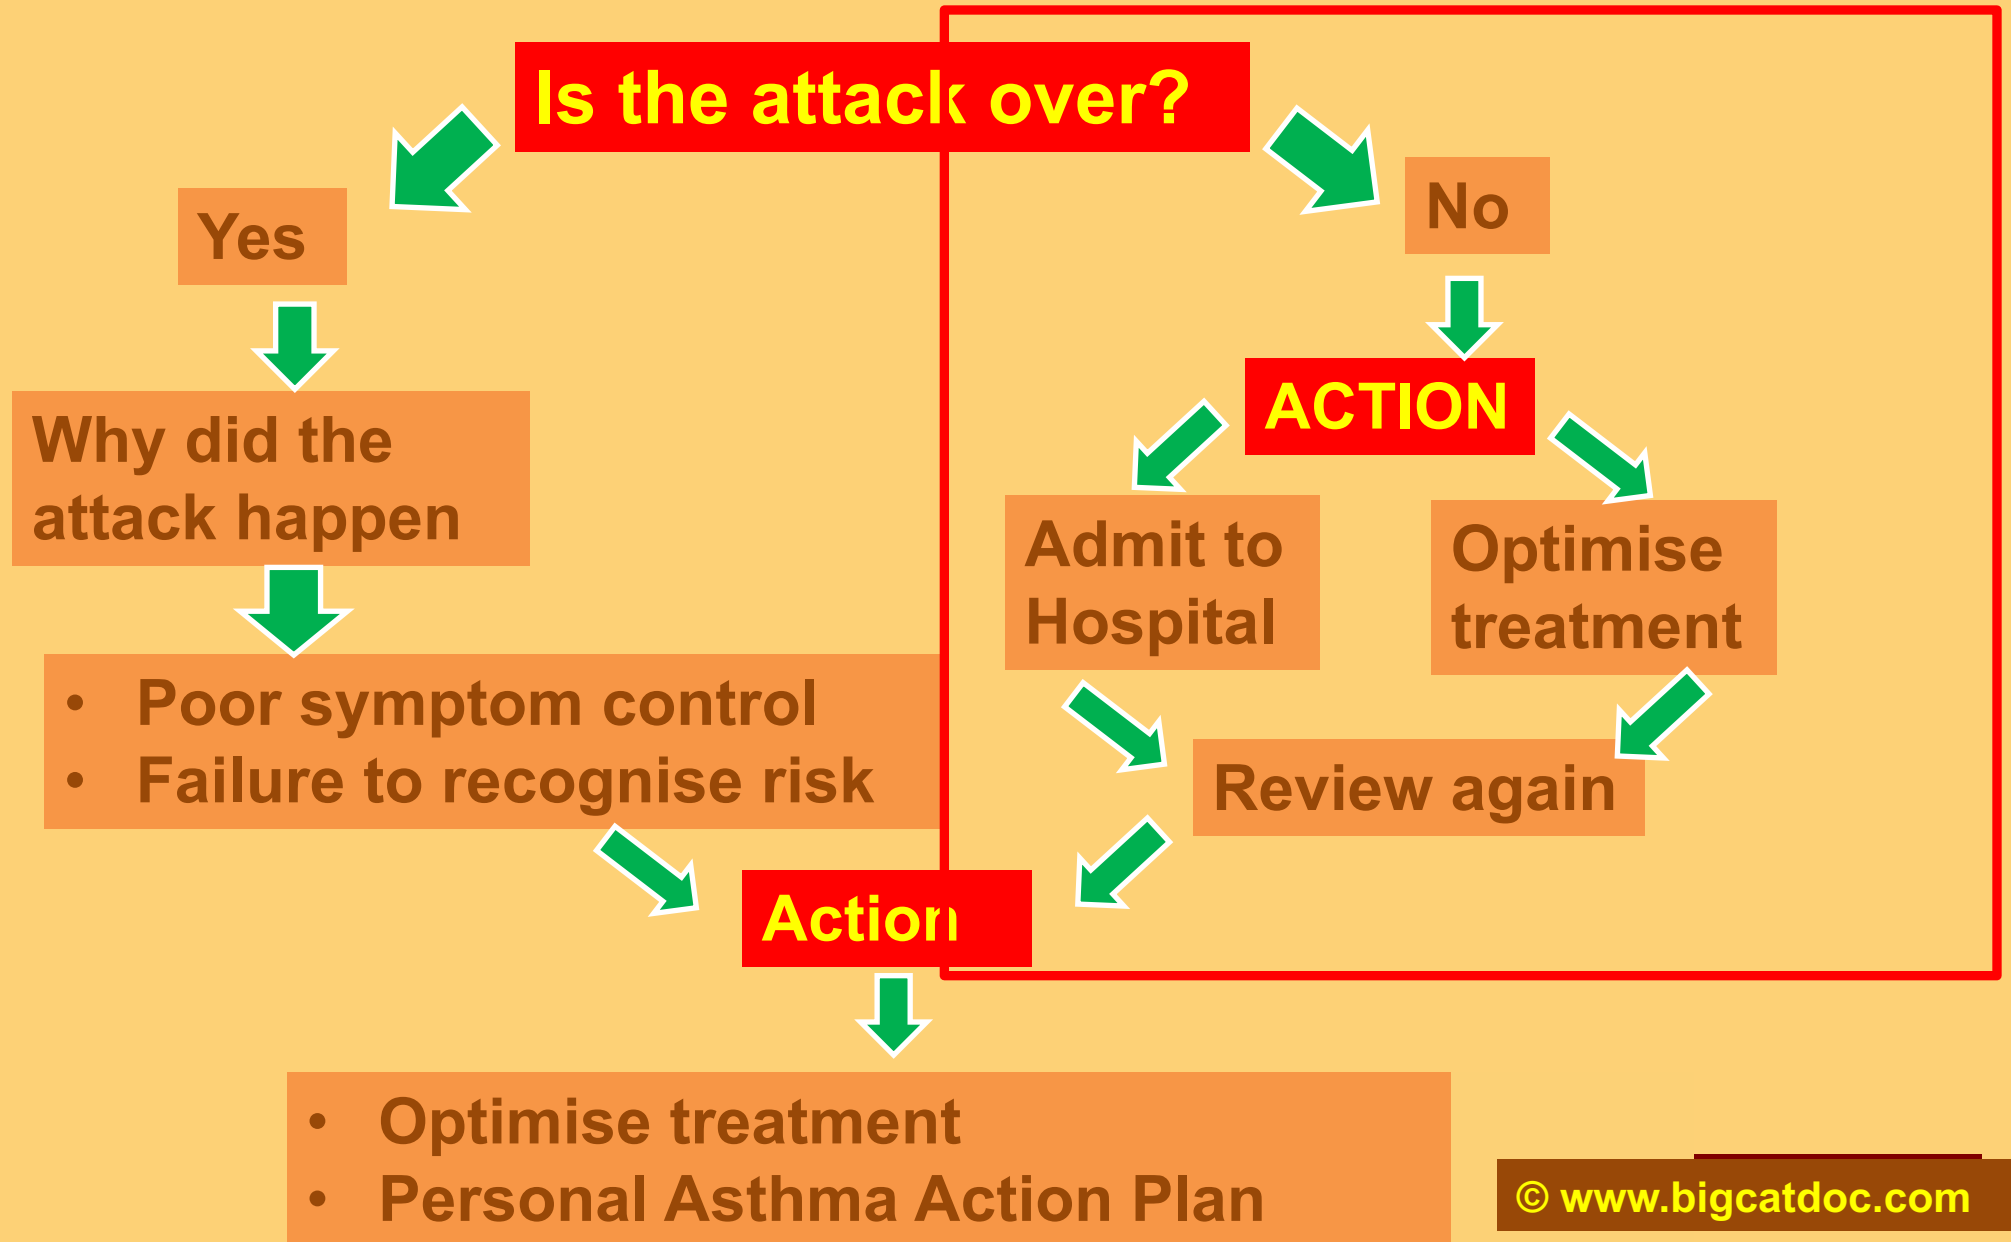 Is the attack over?
Yes
No
Why did the
attack happen
ACTION
Admit to
Hospital
Optimise
treatment
• Poor symptom control
• Failure to recognise risk
Review again
Action
• Optimise treatment
• Personal Asthma Action Plan
© www.bigcatdoc.com